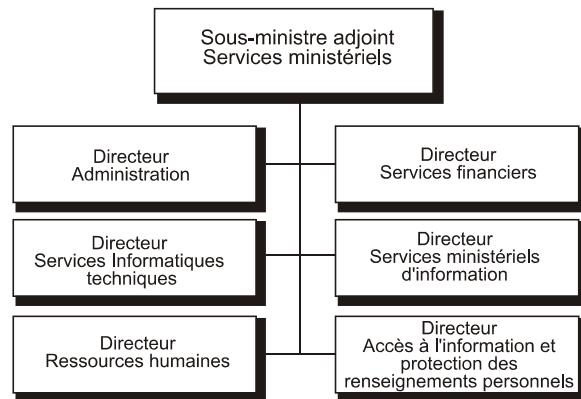 Sous-ministre adjoint
Services ministériels
Directeur
Administration
Directeur
Services financiers
Directeur
Services Informatiques
techniques
Directeur
Services ministériels
d'information
Directeur
Ressources humaines
Directeur
Accès à l'information et
protection des
renseignements personnels